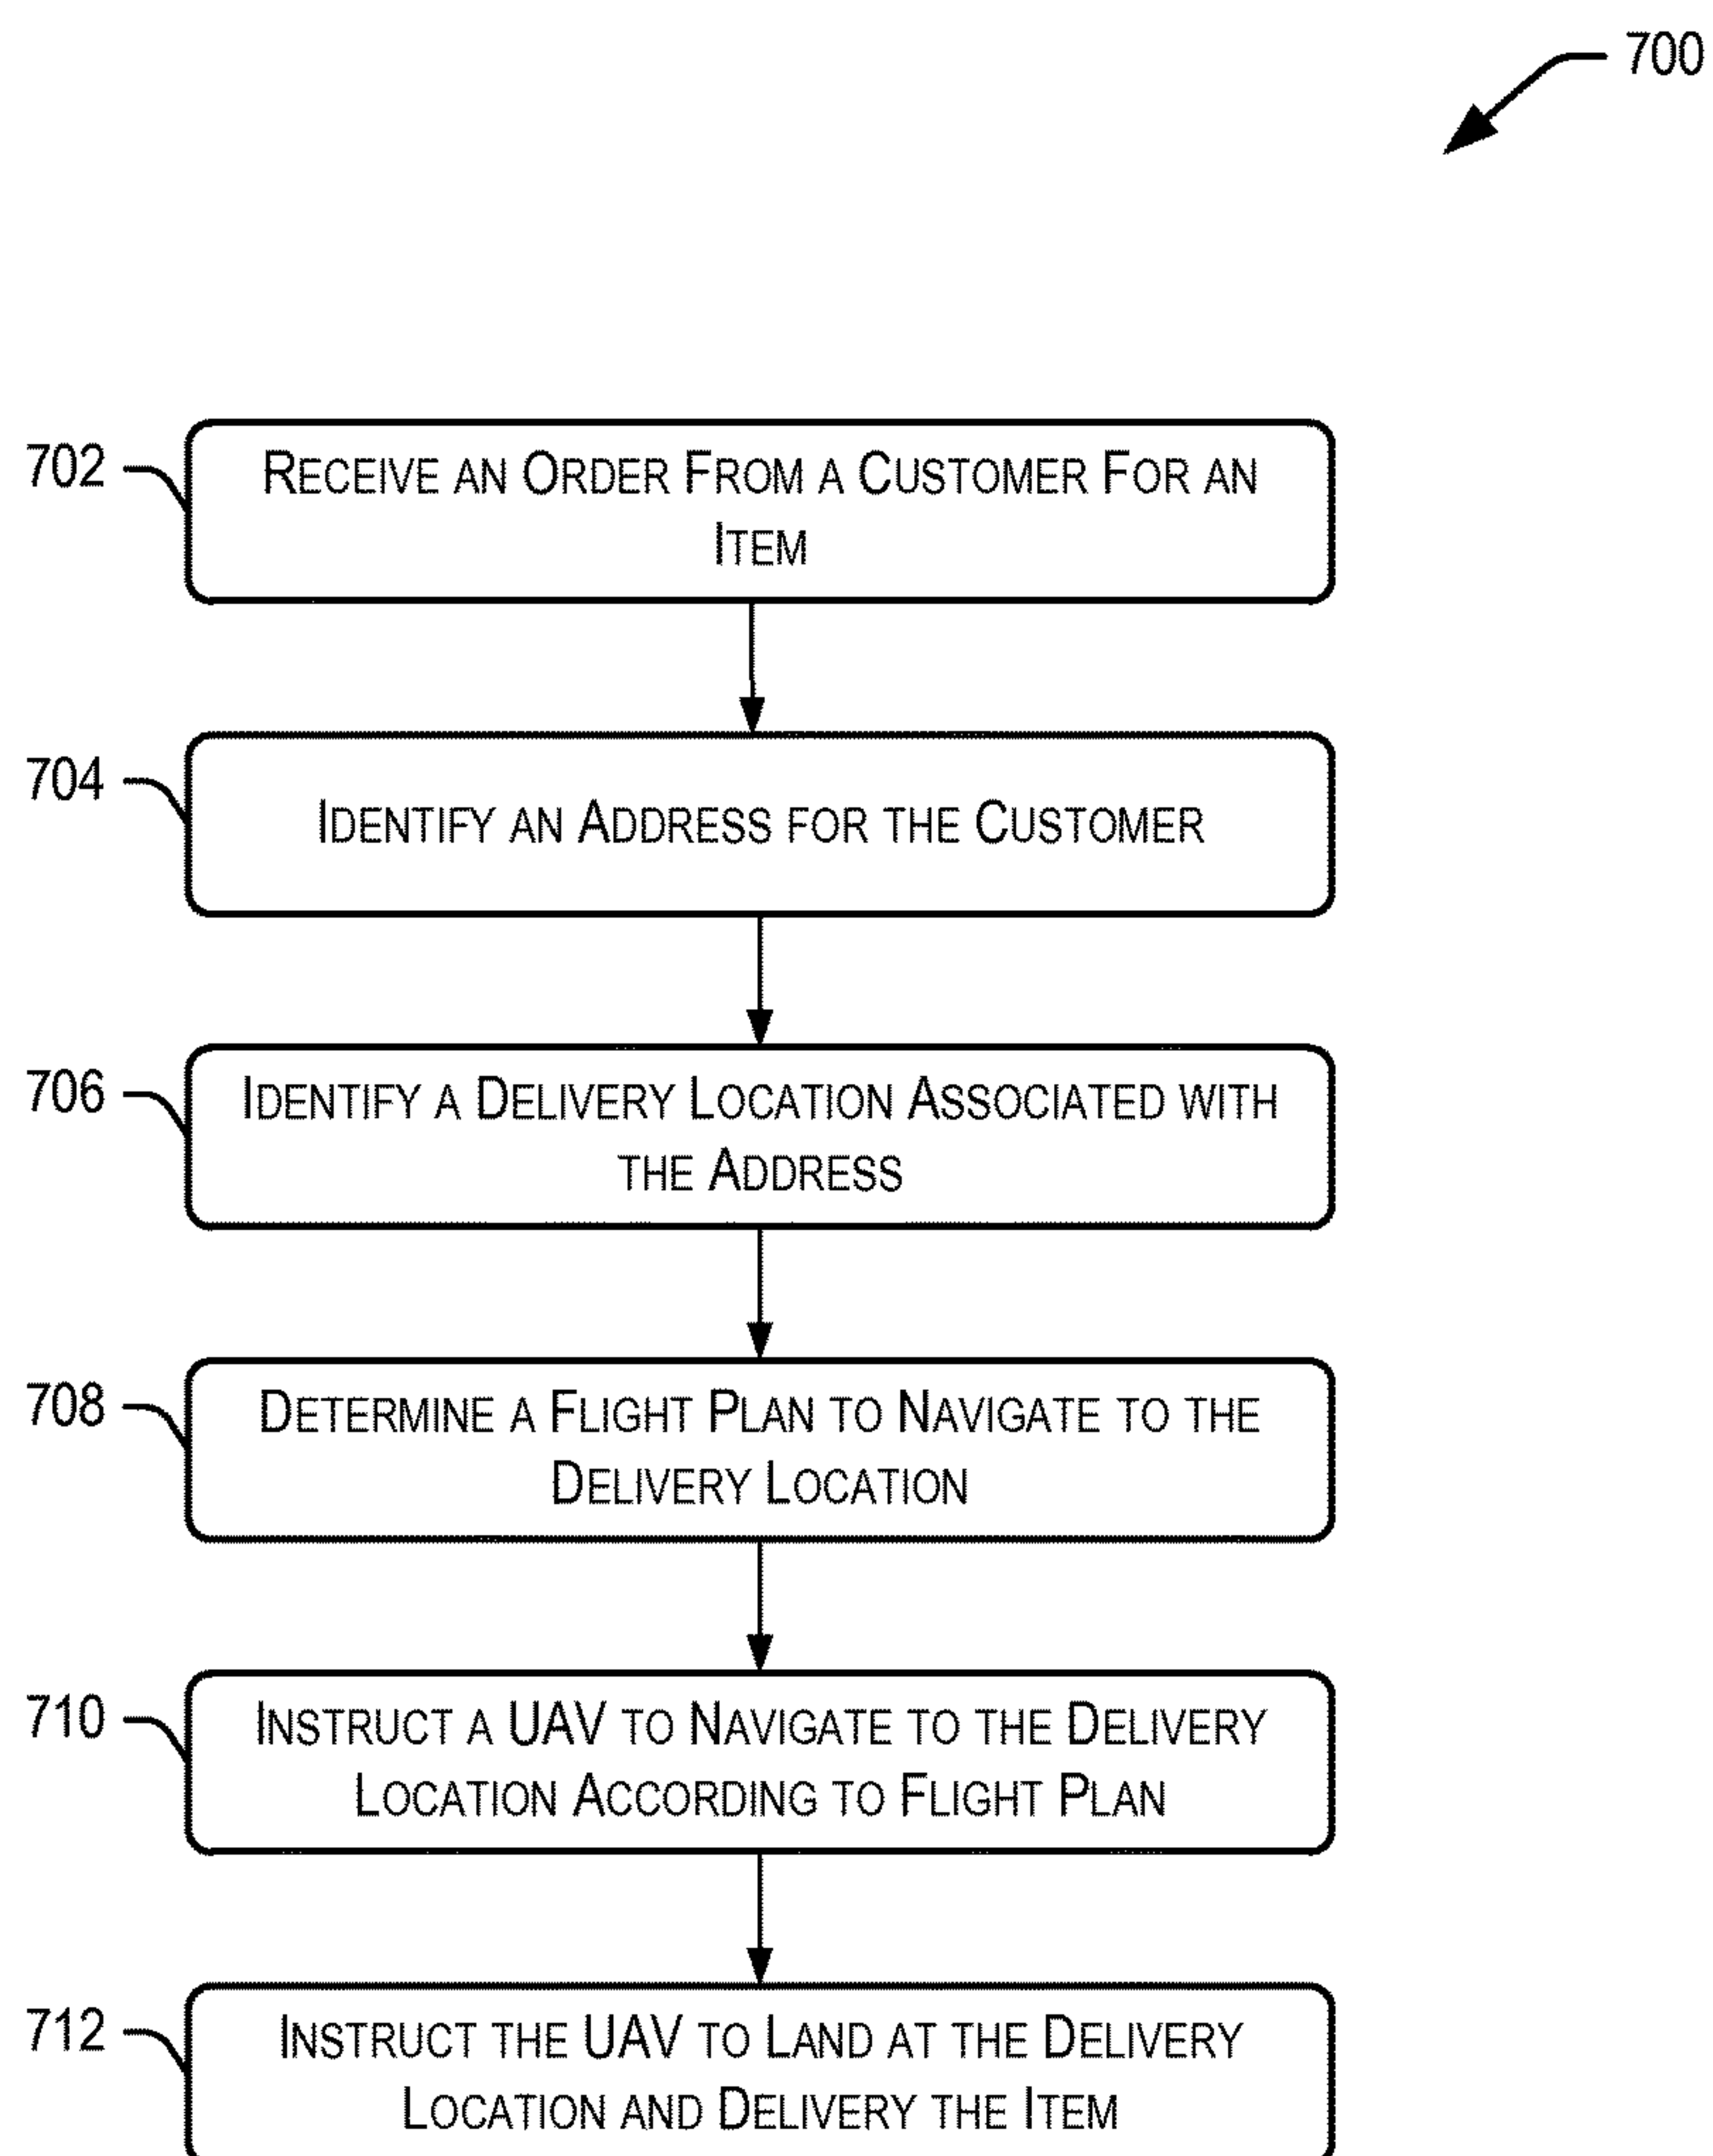 700
702
RECEIVE AN ORDER FROM A CUSTOMER FOR AN
ITEM
704
IDENTIFY AN ADDRESS FOR THE CUSTOMER
706
IDENTIFY A DELIVERY LOCATION ASSOCIATED WITH
THE ADDRESS
708
DETERMINE A FLIGHT PLAN TO NAVIGATE TO THE
DELIVERY LOCATION
710
INSTRUCT A UAV TO NAVIGATE TO THE DELIVERY
LOCATION ACCORDING TO FLIGHT PLAN
712
INSTRUCT THE UAV TO LAND AT THE DELIVERY
LOCATION AND DELIVERY THE ITEM